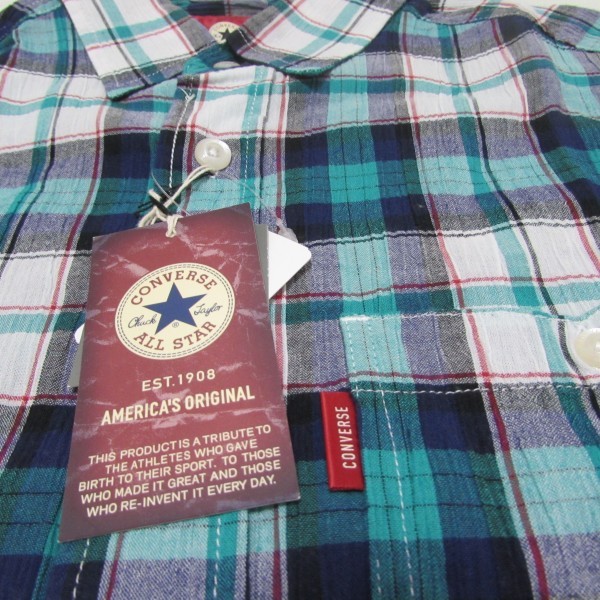 CONVERSE
Chuck Taylor
®
ALL STAR
EST.1908
AMERICA'S ORIGINAL
THIS PRODUCT IS A TRIBUTE TO
THE ATHLETES WHO GAVE
BIRTH TO THEIR SPORT. TO THOSE
WHO MADE IT GREAT AND THOSE
WHO RE-INVENT IT EVERY DAY.
CONVERSE